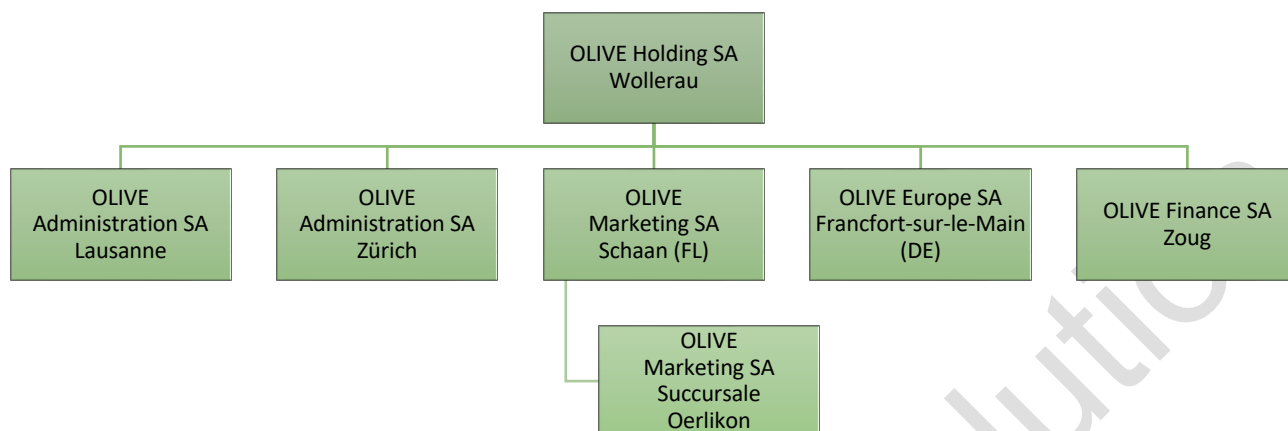 OLIVE Holding SA
Wollerau
OLIVE
Administration SA
Lausanne
OLIVE
Administration SA
Zürich
OLIVE
Marketing SA
Schaan (FL)
OLIVE Europe SA
Francfort-sur-le-Main
(DE)
OLIVE Finance SA
Zoug
OLIVE
Marketing SA
Succursale
Oerlikon